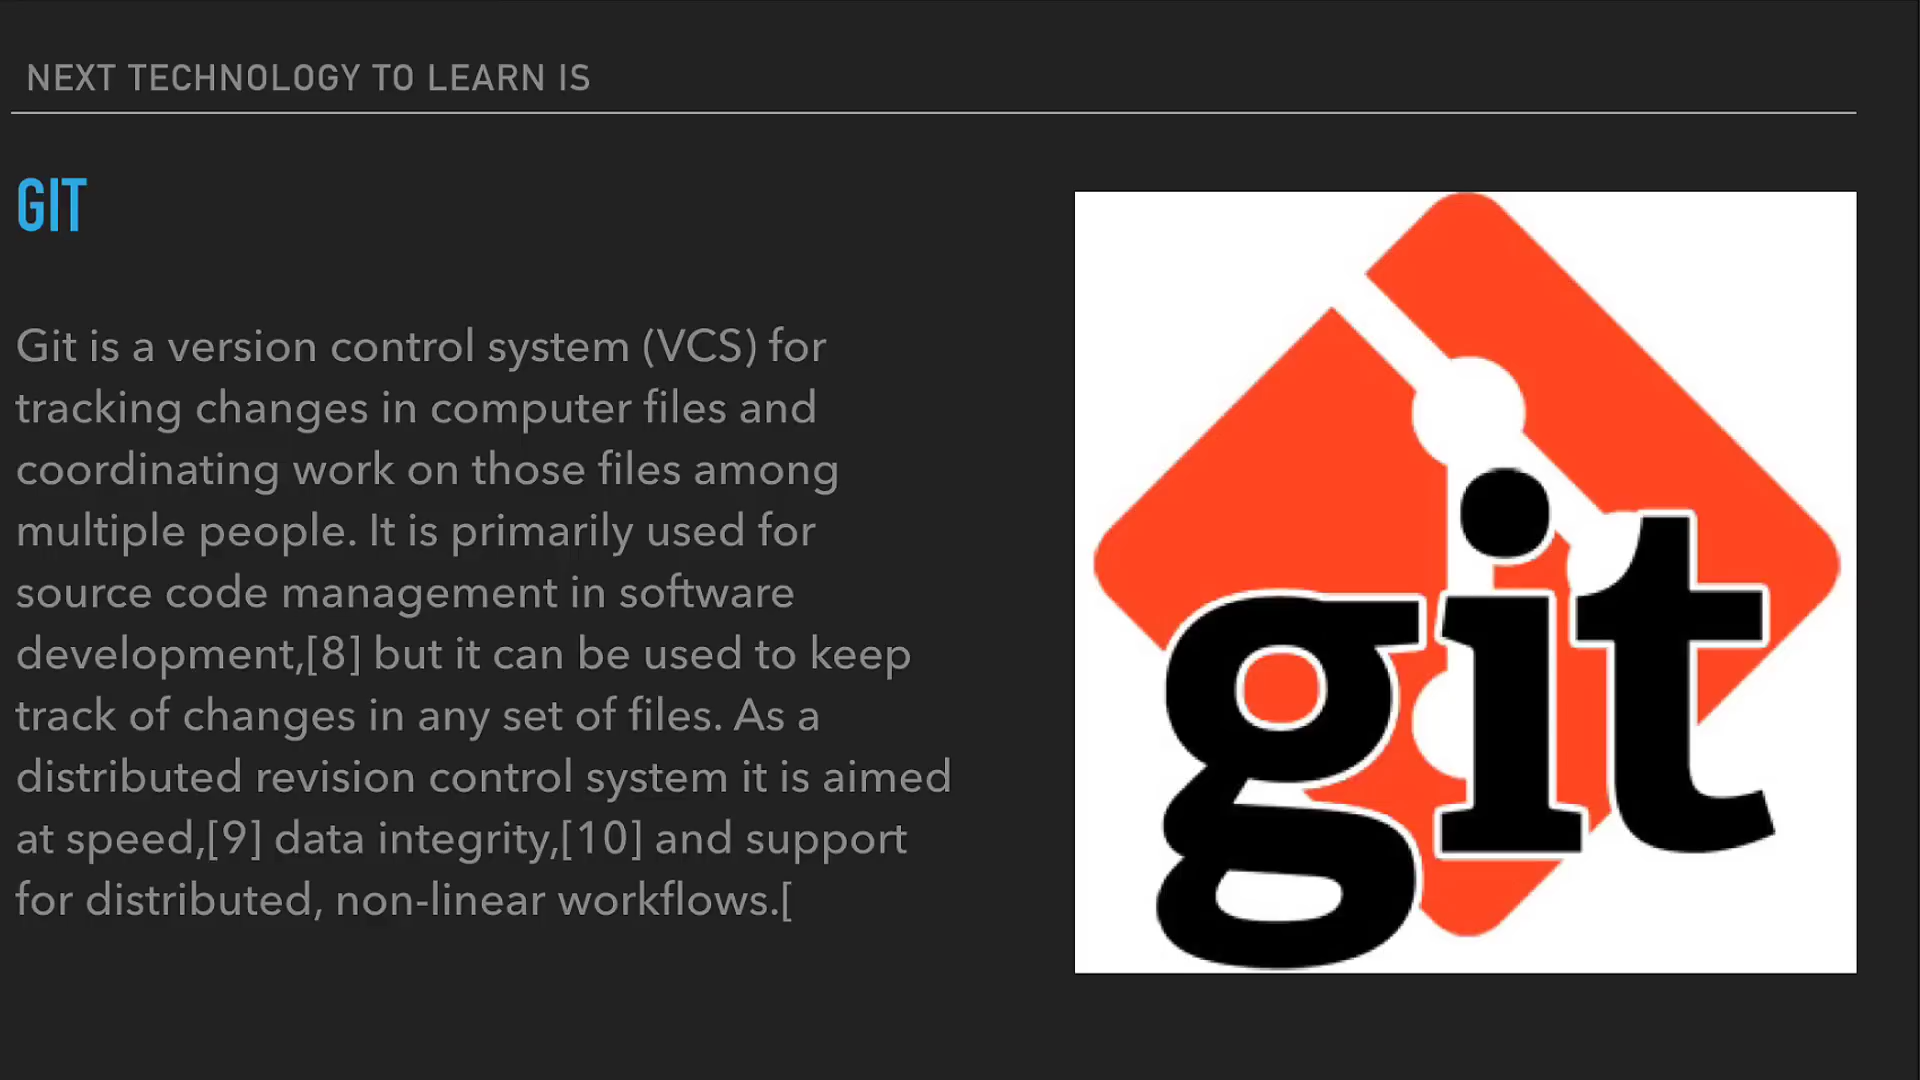 NEXT TECHNOLOGY TO LEARN IS
GIT
Git is a version control system (VCS) for
tracking changes in computer files and
coordinating work on those files among
multiple people. It is primarily used for
source code management in software
development,[8] but it can be used to keep
track of changes in any set of files. As a
distributed revision control system it is aimed
at speed,[9] data integrity,[10] and support
for distributed, non-linear workflows.[
git